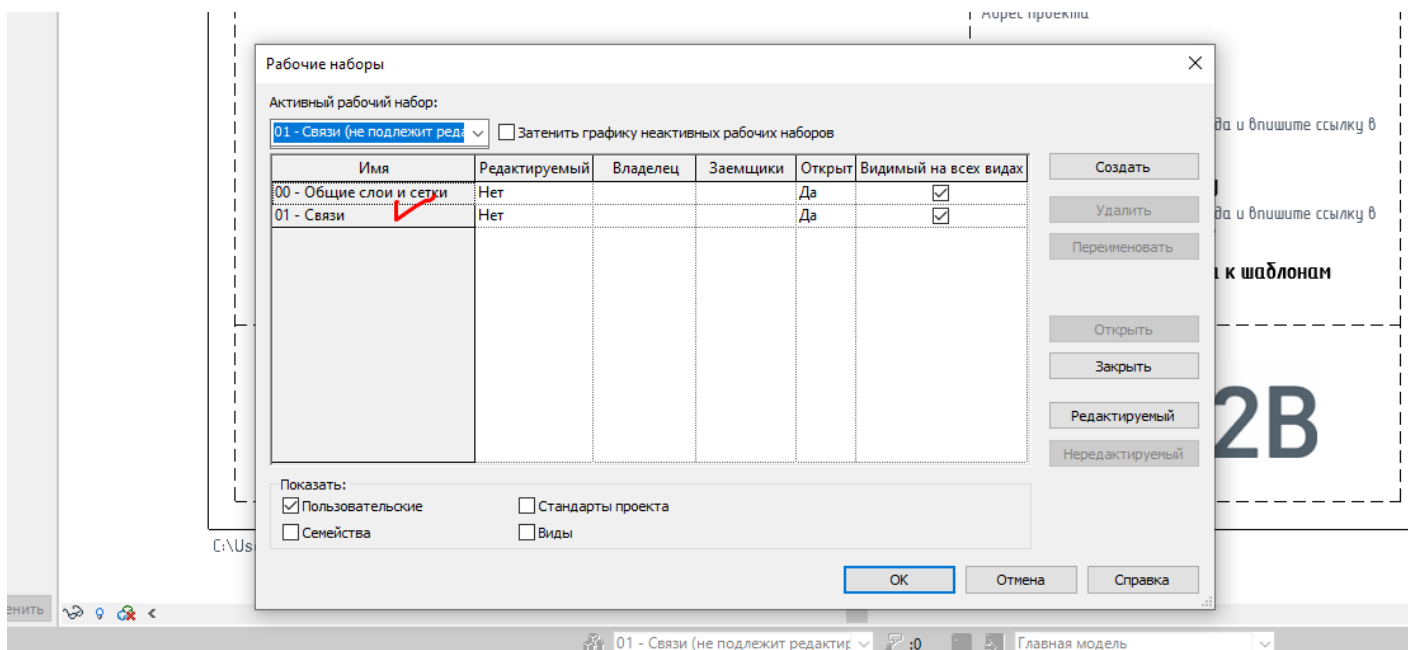 Адрес проекта
Рабочие наборы
Активный рабочий набор:
01 - Связи (не подлежит реда
Затенить графику неактивных рабочих наборов
да и впишите ссылку в
Имя Редактируемый Владелец Заемщики Открыт Видимый на всех видах
Создать
00 - Общие слои и сетки Нет Да
01 - Связи Нет Да
Удалить
да и впишите ссылку в
Переименовать
к шаблонам
Открыть
Закрыть
Редактируемый
2B
Нередактируемый
Показать:
Пользовательские
Стандарты проекта
Семейства
Виды
C:\Us
OK
Отмена
Справка
енить
01 - Связи (не подлежит редактир
:0
Главная модель